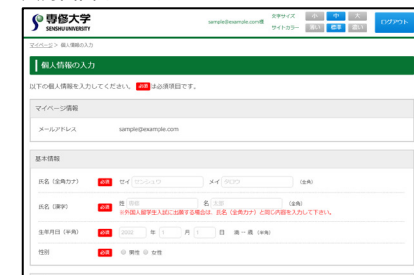 専修大学
SENSHU UNIVERSITY
sample@example.com様
文字サイズ 小 中 大
サイトカラー 薄い 標準 濃い
ログアウト
マイページ > 個人情報の入力
個人情報の入力
以下の個人情報を入力してください。 必須 は必須項目です。
マイページ情報
メールアドレス sample@example.com
基本情報
氏名（全角カナ） 必須 セイ センシュウ メイ タロウ （全角）
氏名（漢字） 必須 姓 専修 名 太郎 （全角）
※外国人留学生入試に出願する場合は、氏名（全角カナ）と同じ内容を入力して下さい。
生年月日（半角） 必須 年 1 月 1 日 歳～歳 （半角）
性別 必須 男性 女性